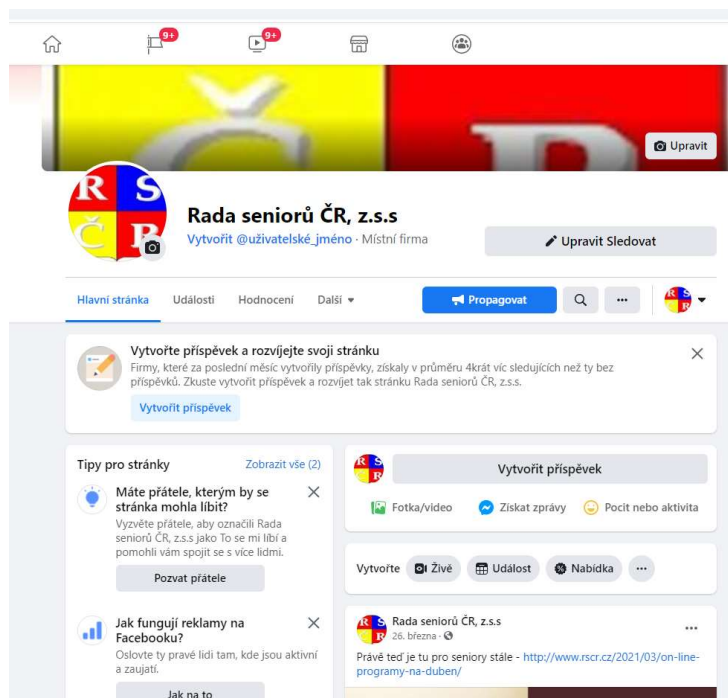 9+
9+
Č R
Upravit
R S
Č R
Rada seniorů ČR, z.s.s
Vytvořit @uživatelské_jméno · Místní firma
Upravit Sledovat
Hlavní stránka Události Hodnocení Další
Propagovat
Vytvořte příspěvek a rozvíjejte svoji stránku
Firmy, které za poslední měsíc vytvořily příspěvky, získaly v průměru 4krát víc sledujících než ty bez
příspěvků. Zkuste vytvořit příspěvek a rozvíjet tak stránku Rada seniorů ČR, z.s.s.
Vytvořit příspěvek
Tipy pro stránky Zobrazit vše (2)
Máte přátele, kterým by se
stránka mohla líbit?
Vyzvěte přátele, aby označili Rada
seniorů ČR, z.s.s jako To se mi líbí a
pomohli vám spojit se s více lidmi.
Pozvat přátele
Jak fungují reklamy na
Facebooku?
Oslovte ty pravé lidi tam, kde jsou aktivní
a zaujatí.
Jak na to
Vytvořit příspěvek
Fotka/video Získat zprávy Pocit nebo aktivita
Vytvořte Živě Událost Nabídka
Rada seniorů ČR, z.s.s
26. března ·
Právě teď je tu pro seniory stále - http://www.rscr.cz/2021/03/on-line-
programy-na-duben/